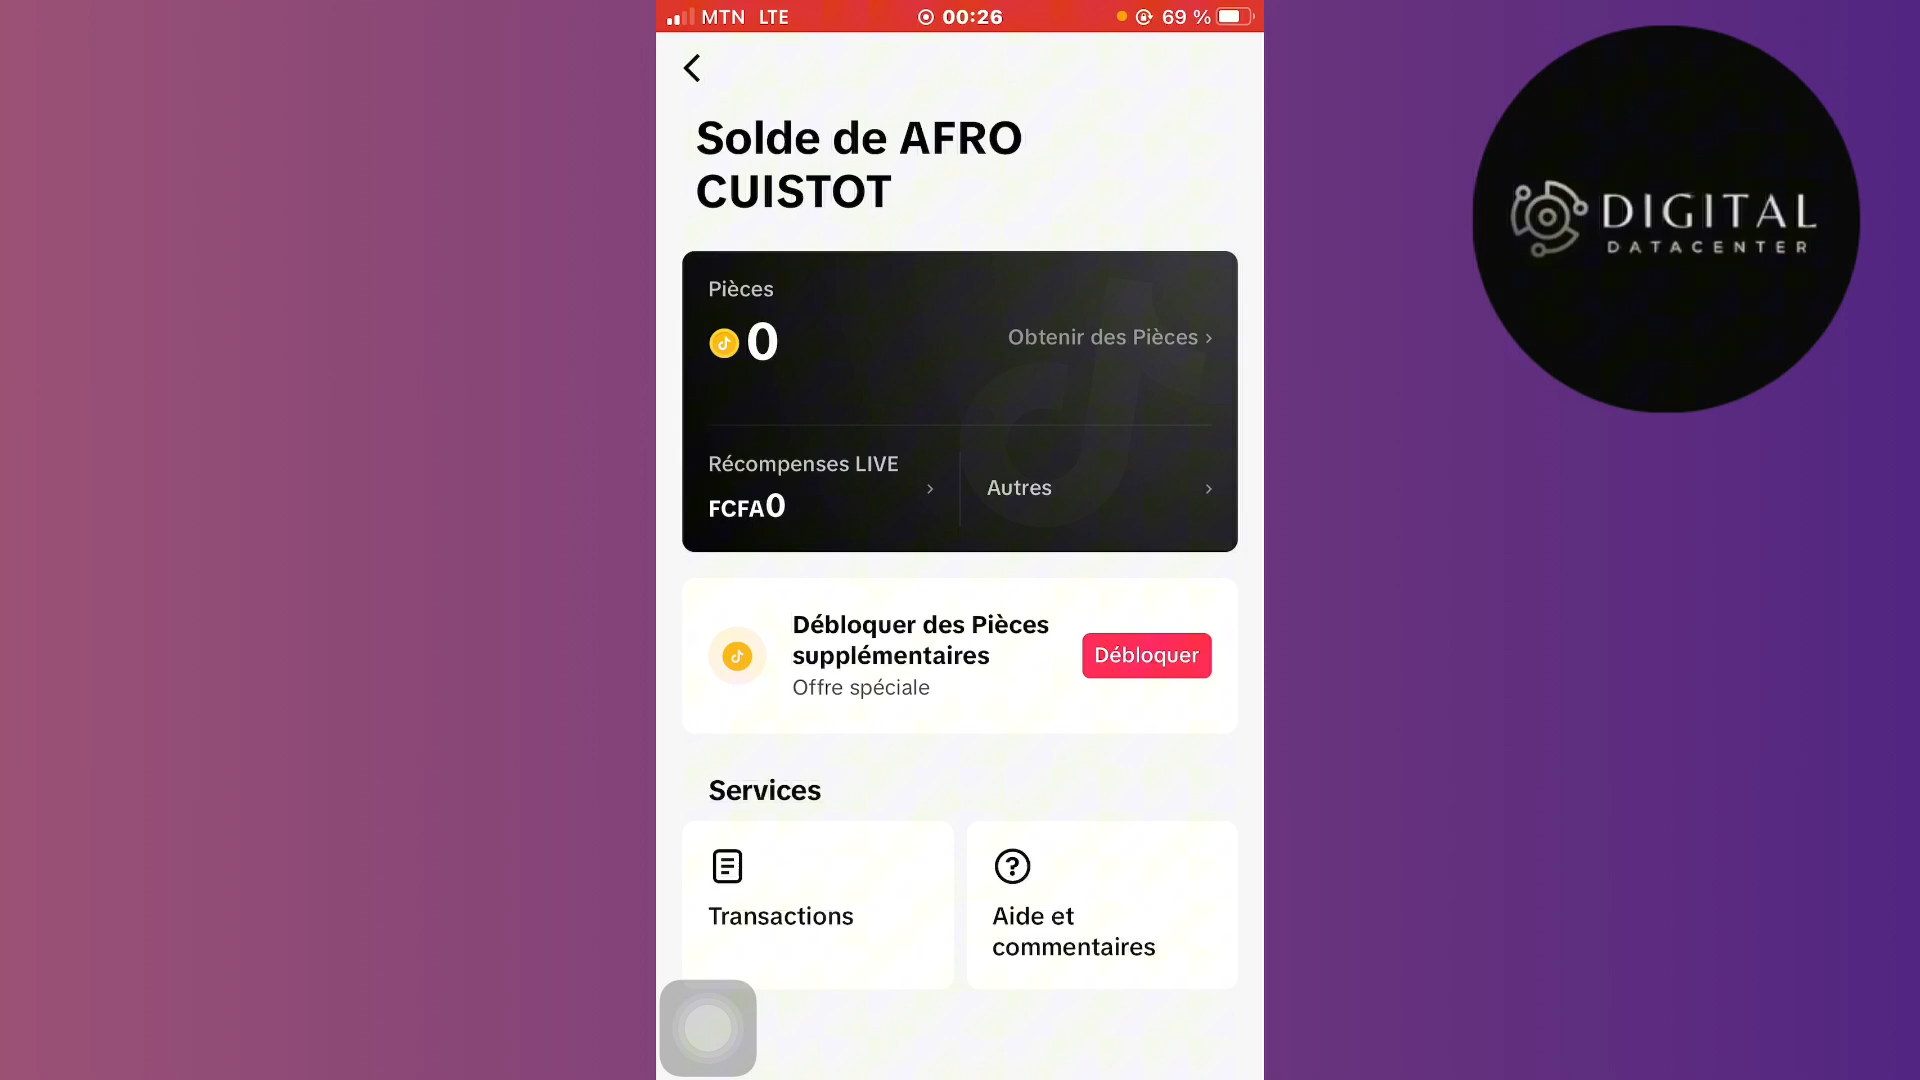 MTN LTE 00:26 69 %
Solde de AFRO
CUISTOT
Pièces
0
Obtenir des Pièces
Récompenses LIVE
FCFA0
Autres
Débloquer des Pièces
supplémentaires
Offre spéciale
Débloquer
Services
Transactions
Aide et
commentaires
DIGITAL
DATACENTER